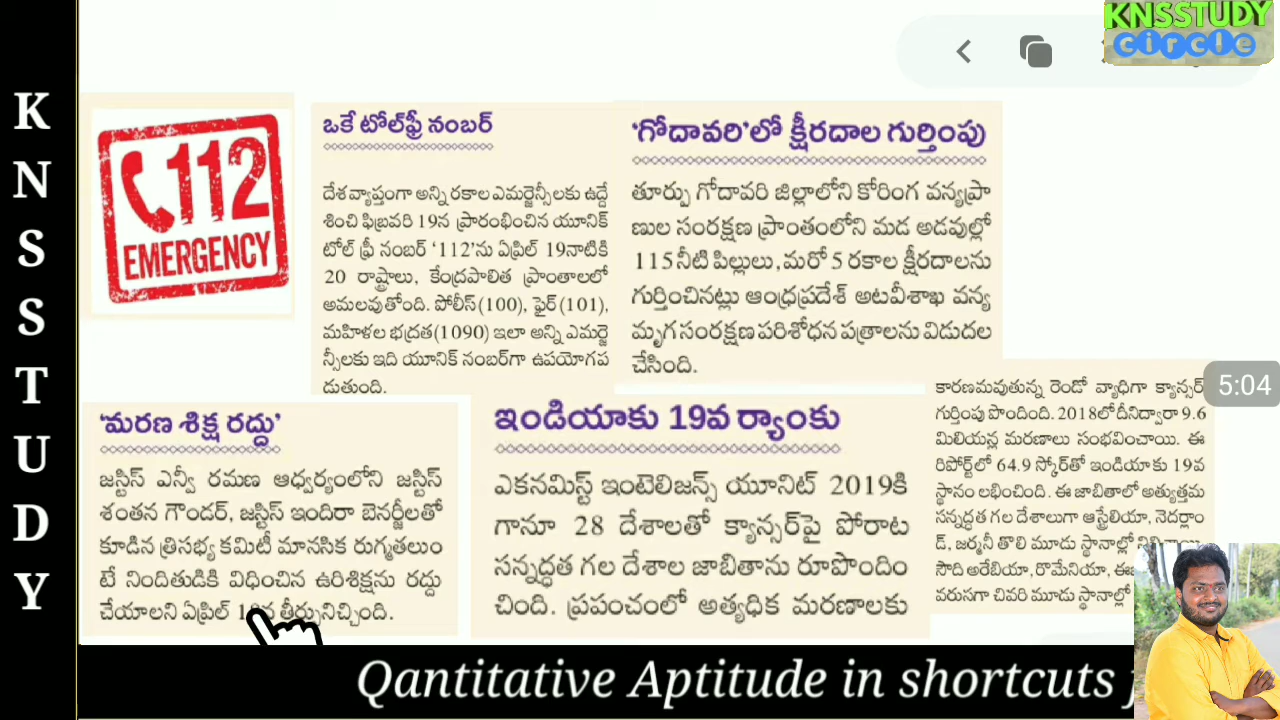 KNSSTUDY
circle
K
N
S
S
T
U
D
Y
112
EMERGENCY
ఒకే టోల్‌ఫ్రీ నంబర్
దేశవ్యాప్తంగా అన్ని రకాల ఎమర్జెన్సీలకు ఉద్దే
శించి ఫిబ్రవరి 19న ప్రారంభించిన యూనిక్
టోల్ ఫ్రీ నంబర్ ‘112’ను ఏప్రిల్ 19నాటికి
20 రాష్ట్రాలు, కేంద్రపాలిత ప్రాంతాలలో
అమలవుతోంది. పోలీస్(100), ఫైర్(101),
మహిళల భద్రత(1090) ఇలా అన్ని ఎమర్జె
న్సీలకు ఇది యూనిక్ నంబర్‌గా ఉపయోగప
డుతుంది.
‘గోదావరి’లో క్షీరదాల గుర్తింపు
తూర్పు గోదావరి జిల్లాలోని కోరింగ వన్యప్రా
ణుల సంరక్షణ ప్రాంతంలోని మడ అడవుల్లో
115 నీటి పిల్లులు, మరో 5 రకాల క్షీరదాలను
గుర్తించినట్లు ఆంధ్రప్రదేశ్ అటవీశాఖ వన్య
మృగ సంరక్షణ పరిశోధన పత్రాలను విడుదల
చేసింది.
‘మరణ శిక్ష రద్దు’
జస్టిస్ ఎన్వీ రమణ ఆధ్వర్యంలోని జస్టిస్
శంతన గౌండర్, జస్టిస్ ఇందిరా బెనర్జీలతో
కూడిన త్రిసభ్య కమిటీ మానసిక రుగ్మతలుం
టే నిందితుడికి విధించిన ఉరిశిక్షను రద్దు
చేయాలని ఏప్రిల్ తీర్పునిచ్చింది.
ఇండియాకు 19వ ర్యాంకు
ఎకనమిస్ట్ ఇంటెలిజన్స్ యూనిట్ 2019కి
గానూ 28 దేశాలతో క్యాన్సర్‌పై పోరాట
సన్నద్ధత గల దేశాల జాబితాను రూపొందిం
చింది. ప్రపంచంలో అత్యధిక మరణాలకు
కారణమవుతున్న రెండో వ్యాధిగా క్యాన్సర్
గుర్తింపు పొందింది. 2018లో దీనిద్వారా 9.6
మిలియన్ల మరణాలు సంభవించాయి. ఈ
రిపోర్ట్‌లో 64.9 స్కోర్‌తో ఇండియాకు 19వ
స్థానం లభించింది. ఈ జాబితాలో అత్యుత్తమ
సన్నద్ధత గల దేశాలుగా ఆస్ట్రేలియా, నెదర్లాం
డ్, జర్మనీ తొలి మూడు స్థానాల్లో
సౌది అరేబియా, రొమేనియా,
వరుసగా చివరి మూడు స్థానాల్లో
5:04
Qantitative Aptitude in shortcuts